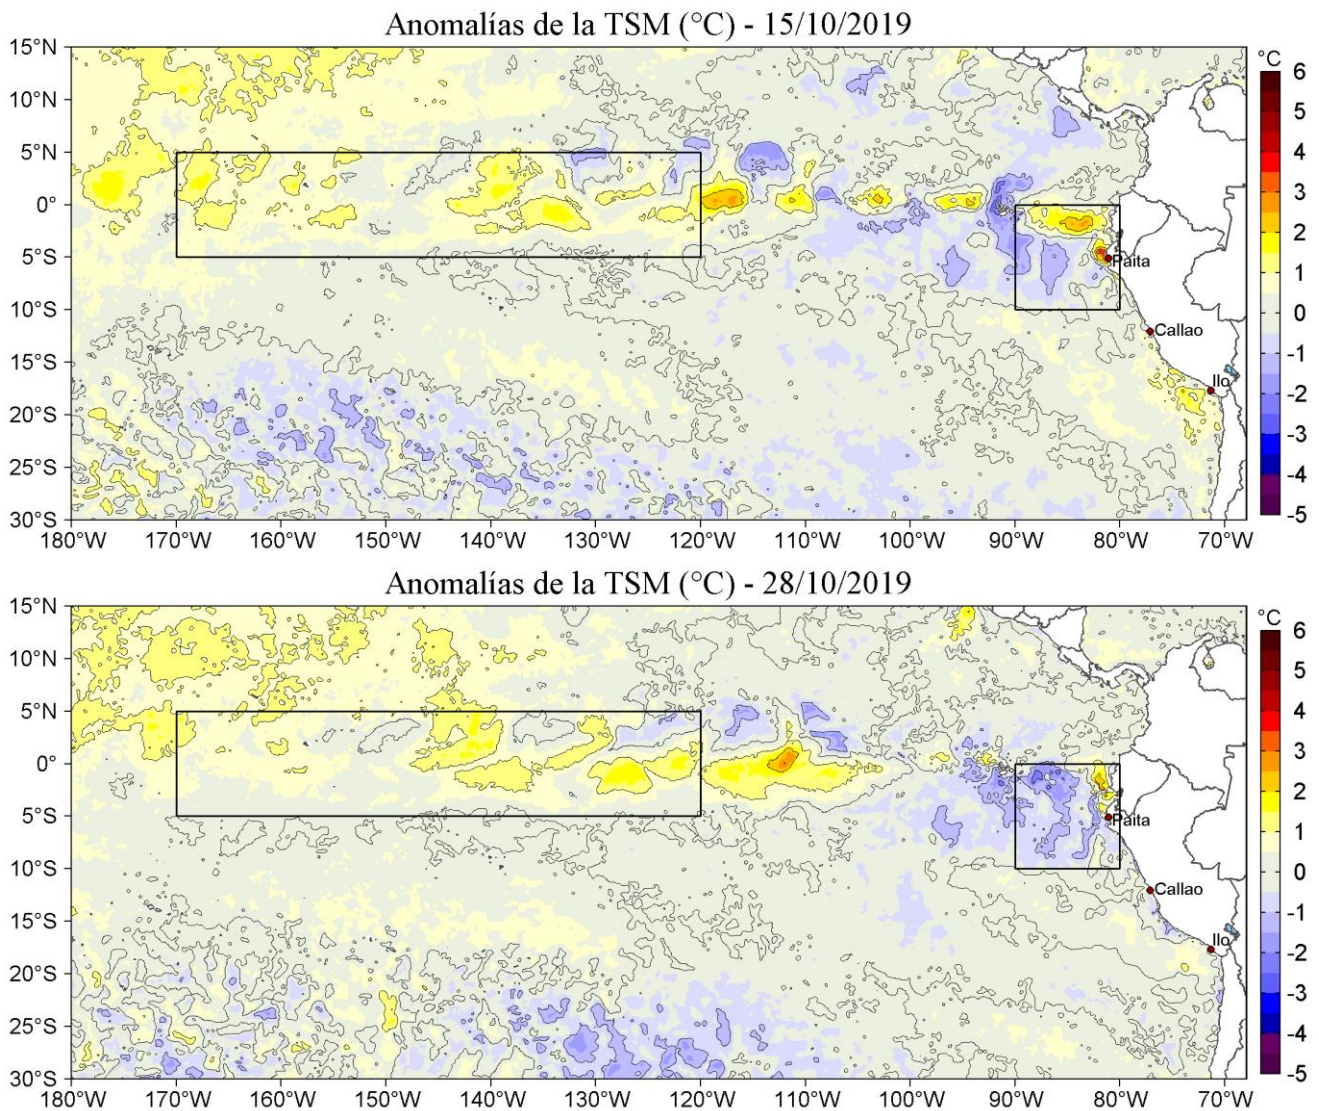 Anomalías de la TSM (°C) - 15/10/2019
15°N
10°N
5°N
0°
5°S
10°S
15°S
20°S
25°S
30°S
180°W 170°W 160°W 150°W 140°W 130°W 120°W 110°W 100°W 90°W 80°W 70°W
Paita
Callao
Ilo
°C
6
5
4
3
2
1
0
-1
-2
-3
-4
-5
Anomalías de la TSM (°C) - 28/10/2019
15°N
10°N
5°N
0°
5°S
10°S
15°S
20°S
25°S
30°S
180°W 170°W 160°W 150°W 140°W 130°W 120°W 110°W 100°W 90°W 80°W 70°W
Paita
Callao
Ilo
°C
6
5
4
3
2
1
0
-1
-2
-3
-4
-5